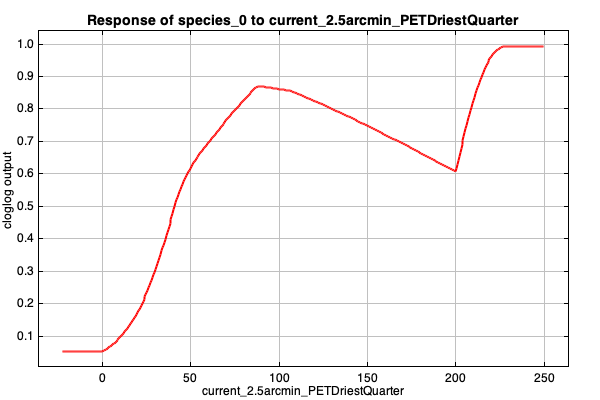 Response of species_0 to current_2.5arcmin_PETDriestQuarter
1.0
0.9
0.8
0.7
0.6
0.5
0.4
0.3
0.2
0.1
cloglog output
0 50 100 150 200 250
current_2.5arcmin_PETDriestQuarter